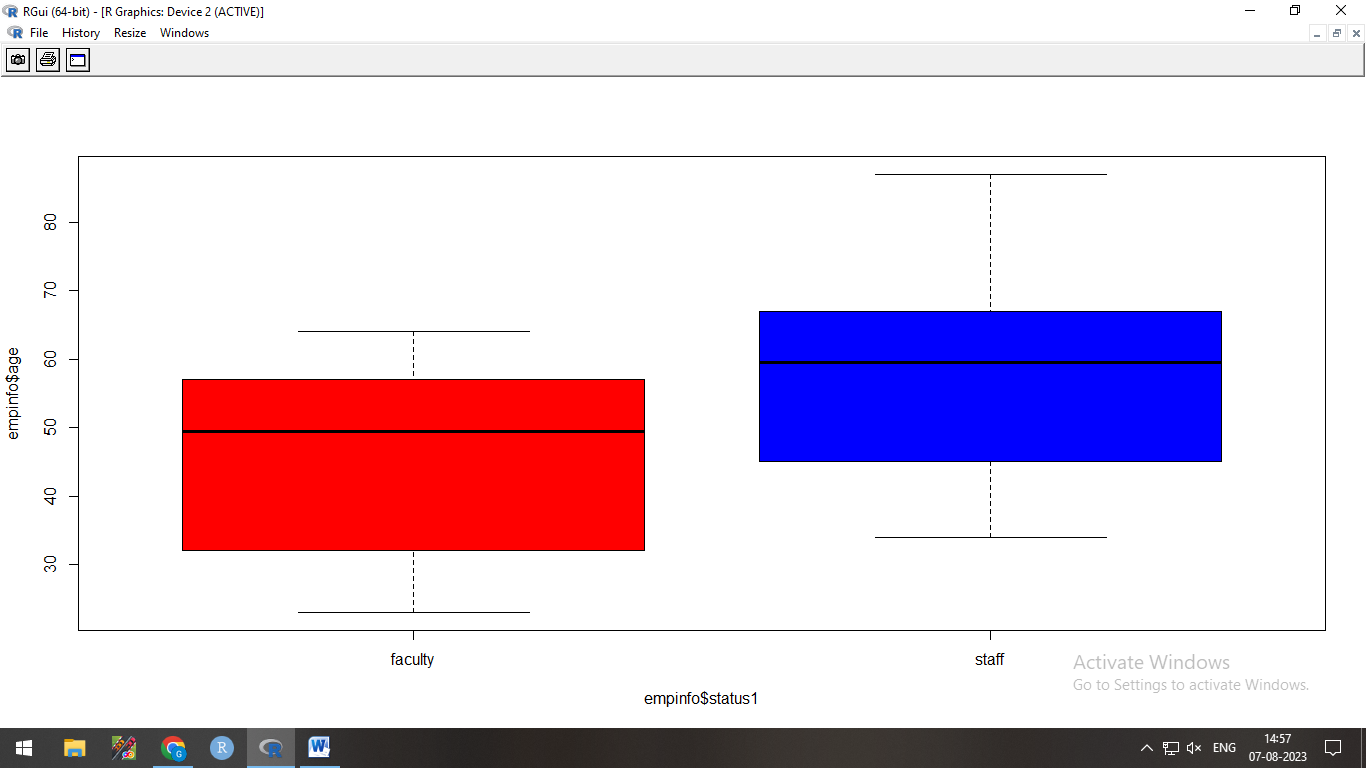 RGui (64-bit) - [R Graphics: Device 2 (ACTIVE)]
File History Resize Windows
80
70
60
50
40
30
empinfo$age
faculty staff
empinfo$status1
Activate Windows
Go to Settings to activate Windows.
ENG
14:57
07-08-2023